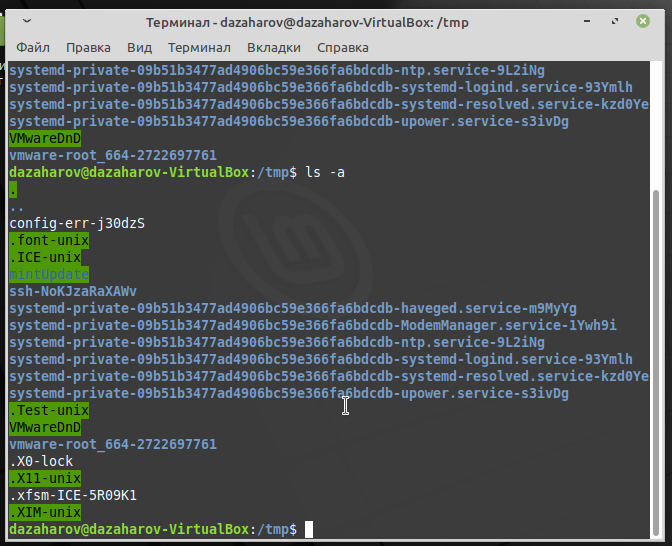 Терминал - dazaharov@dazaharov-VirtualBox: /tmp
Файл Правка Вид Терминал Вкладки Справка
systemd-private-09b51b3477ad4906bc59e366fa6bdcdb-ntp.service-9L2iNg
systemd-private-09b51b3477ad4906bc59e366fa6bdcdb-systemd-logind.service-93Ymlh
systemd-private-09b51b3477ad4906bc59e366fa6bdcdb-systemd-resolved.service-kzd0Ye
systemd-private-09b51b3477ad4906bc59e366fa6bdcdb-upower.service-s3ivDg
VMwareDnD
vmware-root_664-2722697761
dazaharov@dazaharov-VirtualBox:/tmp$ ls -a
.
..
config-err-j30dzS
.font-unix
.ICE-unix
mintUpdate
ssh-NoKJzaRaXAWv
systemd-private-09b51b3477ad4906bc59e366fa6bdcdb-haveged.service-m9MyYg
systemd-private-09b51b3477ad4906bc59e366fa6bdcdb-ModemManager.service-1Ywh9i
systemd-private-09b51b3477ad4906bc59e366fa6bdcdb-ntp.service-9L2iNg
systemd-private-09b51b3477ad4906bc59e366fa6bdcdb-systemd-logind.service-93Ymlh
systemd-private-09b51b3477ad4906bc59e366fa6bdcdb-systemd-resolved.service-kzd0Ye
systemd-private-09b51b3477ad4906bc59e366fa6bdcdb-upower.service-s3ivDg
.Test-unix
VMwareDnD
vmware-root_664-2722697761
.X0-lock
.X11-unix
.xfsm-ICE-5R09K1
.XIM-unix
dazaharov@dazaharov-VirtualBox:/tmp$